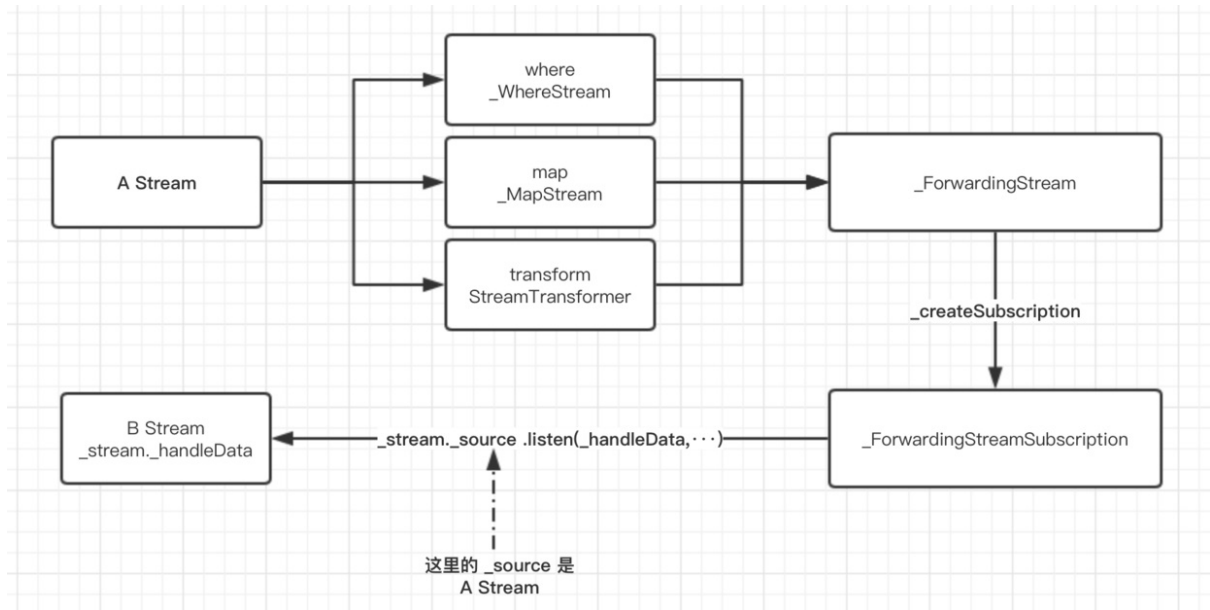 where
_WhereStream
A Stream
map
_MapStream
_ForwardingStream
transform
StreamTransformer
_createSubscription
B Stream
_stream._handleData
_stream._source .listen(_handleData,···)
_ForwardingStreamSubscription
这里的 _source 是
A Stream